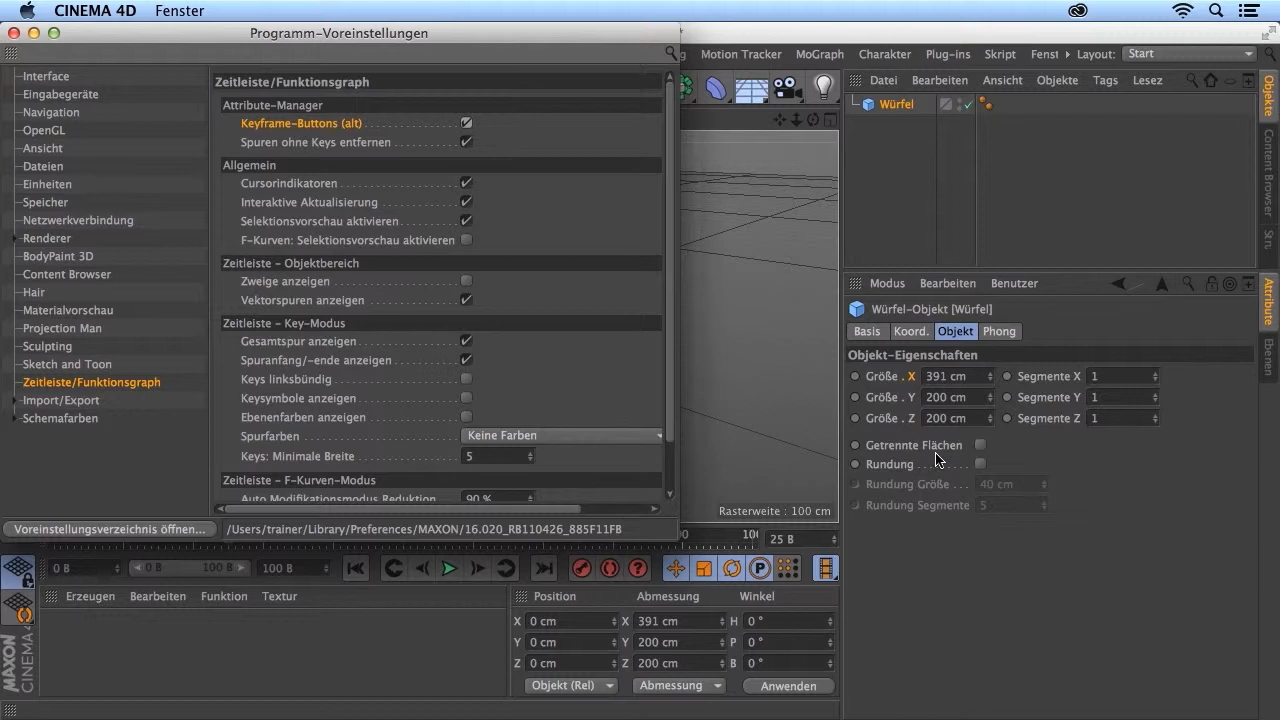 CINEMA 4D Fenster
Programm-Voreinstellungen
Interface
Eingabegeräte
Navigation
OpenGL
Ansicht
Dateien
Einheiten
Speicher
Netzwerkverbindung
Renderer
BodyPaint 3D
Content Browser
Hair
Materialvorschau
Projection Man
Sculpting
Sketch and Toon
Zeitleiste/Funktionsgraph
Import/Export
Schemafarben
Zeitleiste/Funktionsgraph
Attribute-Manager
Keyframe-Buttons (alt)
Spuren ohne Keys entfernen
Allgemein
Cursorindikatoren
Interaktive Aktualisierung
Selektionsvorschau aktivieren
F-Kurven: Selektionsvorschau aktivieren
Zeitleiste - Objektbereich
Zweige anzeigen
Vektorspuren anzeigen
Zeitleiste - Key-Modus
Gesamtspur anzeigen
Spuranfang/-ende anzeigen
Keys linksbündig
Keysymbole anzeigen
Ebenenfarben anzeigen
Spurfarben Keine Farben
Keys: Minimale Breite 5
Zeitleiste - F-Kurven-Modus
Auto Modifikationsmodus Reduktion 90 %
Voreinstellungsverzeichnis öffnen... /Users/trainer/Library/Preferences/MAXON/16.020_RB110426_885F11FB
Motion Tracker MoGraph Charakter Plug-ins Skript Fenst Layout: Start
Datei Bearbeiten Ansicht Objekte Tags Lesez
Würfel
Objekte
Content Browser
Str
Rasterweite : 100 cm
Modus Bearbeiten Benutzer
Würfel-Objekt [Würfel]
Basis Koord. Objekt Phong
Objekt-Eigenschaften
Größe . X 391 cm Segmente X 1
Größe . Y 200 cm Segmente Y 1
Größe . Z 200 cm Segmente Z 1
Getrennte Flächen
Rundung
Rundung Größe . . . 40 cm
Rundung Segmente 5
Attribute
Ebenen
25 B
0 B 0 B 100 B 100 B
Erzeugen Bearbeiten Funktion Textur
Position Abmessung Winkel
X 0 cm X 391 cm H 0 °
Y 0 cm Y 200 cm P 0 °
Z 0 cm Z 200 cm B 0 °
Objekt (Rel) Abmessung Anwenden
MAXON
CINEMA 4D